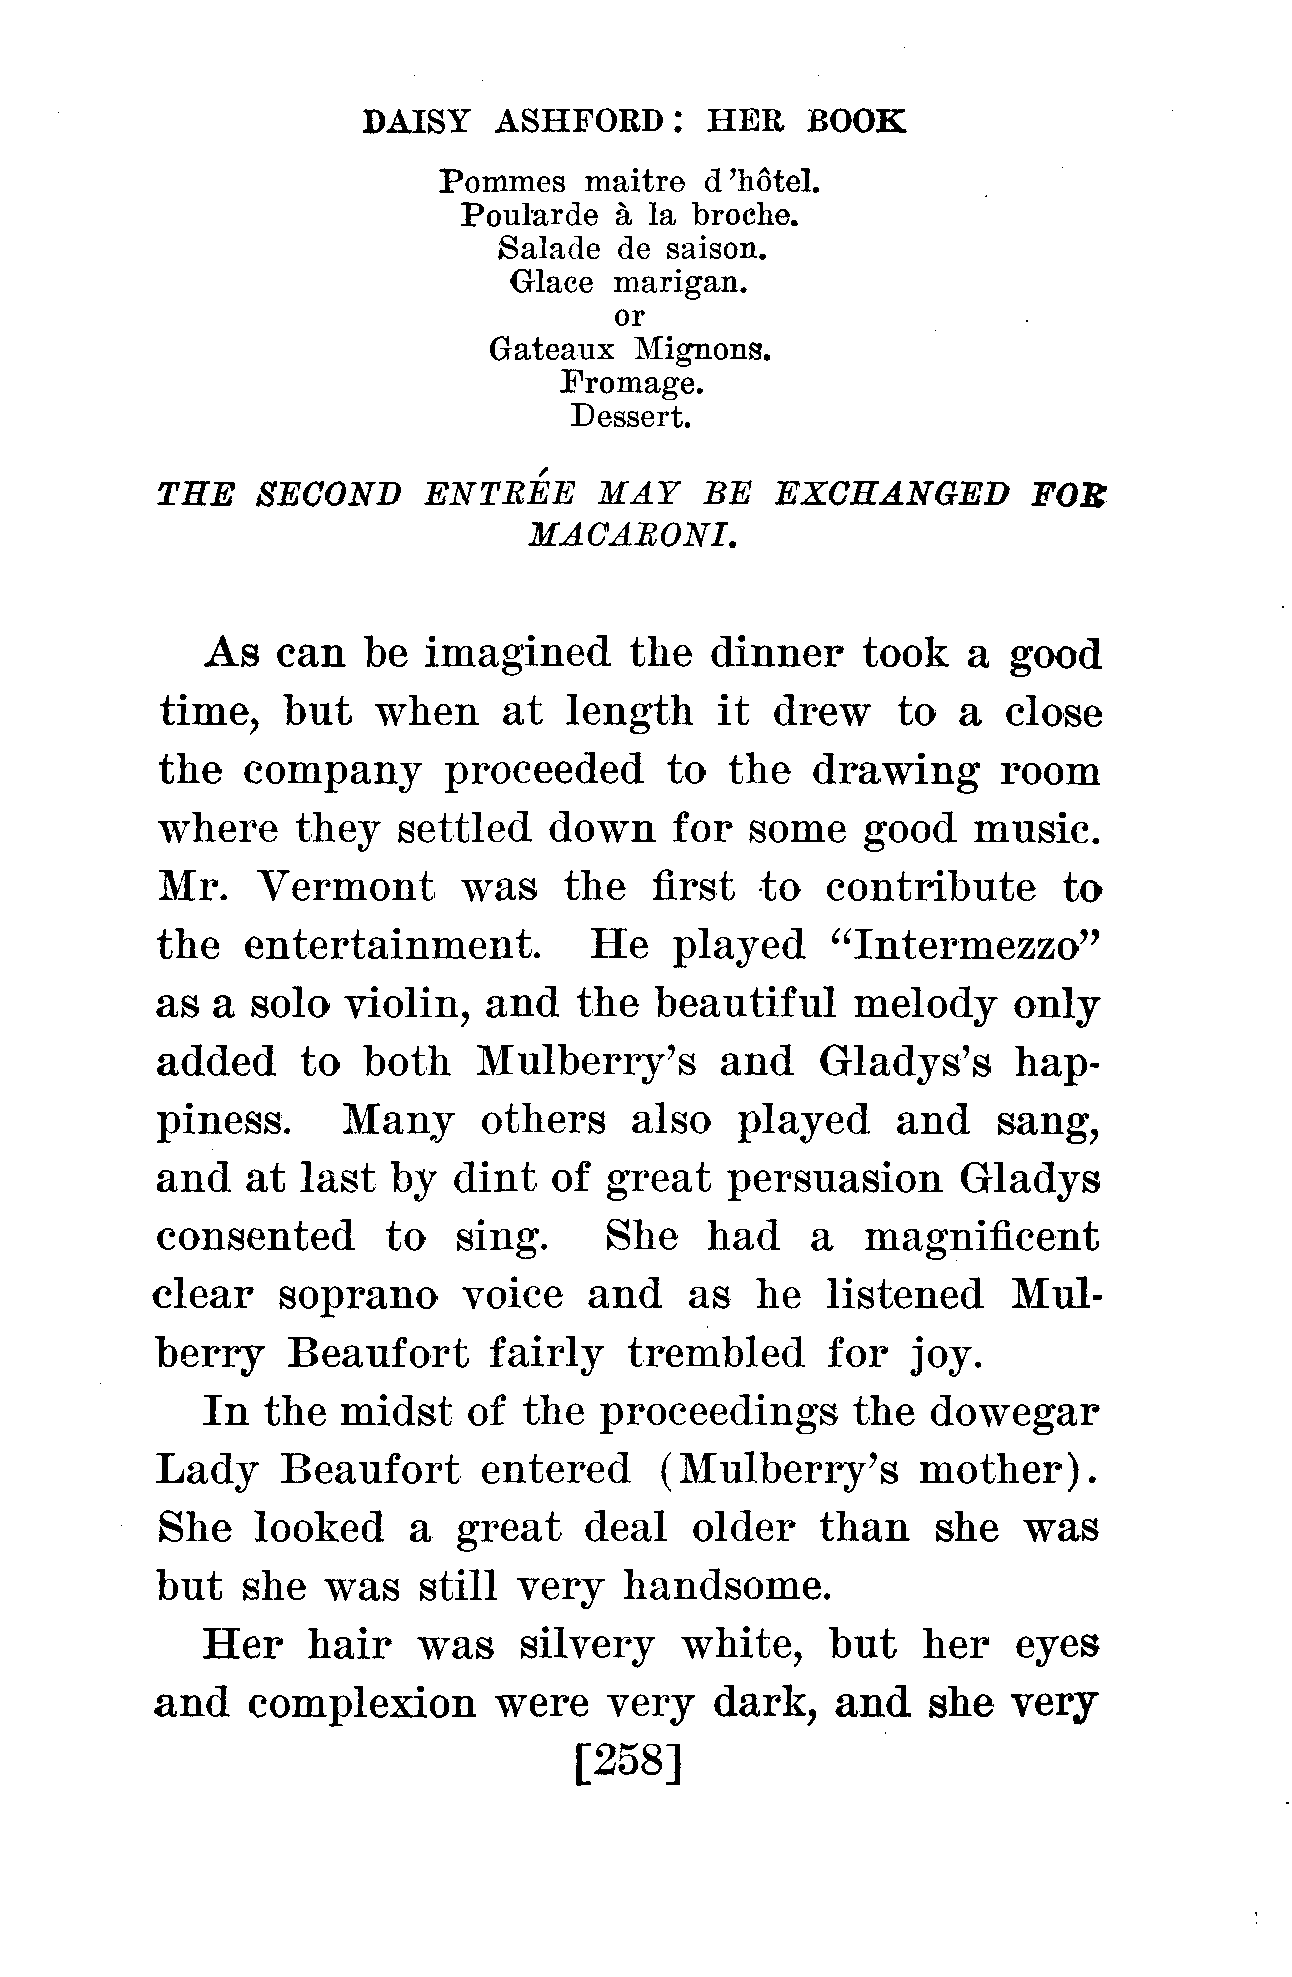 DAISY ASHFORD: HER BOOK
Pommes maitre d'hôtel.
Poularde à la broche.
Salade de saison.
Glace marigan.
or
Gateaux Mignons.
Fromage.
Dessert.
THE SECOND ENTRÉE MAY BE EXCHANGED FOR
MACARONI.
As can be imagined the dinner took a good
time, but when at length it drew to a close
the company proceeded to the drawing room
where they settled down for some good music.
Mr. Vermont was the first to contribute to
the entertainment. He played “Intermezzo”
as a solo violin, and the beautiful melody only
added to both Mulberry's and Gladys's hap-
piness. Many others also played and sang,
and at last by dint of great persuasion Gladys
consented to sing. She had a magnificent
clear soprano voice and as he listened Mul-
berry Beaufort fairly trembled for joy.
In the midst of the proceedings the dowegar
Lady Beaufort entered (Mulberry's mother).
She looked a great deal older than she was
but she was still very handsome.
Her hair was silvery white, but her eyes
and complexion were very dark, and she very
[258]